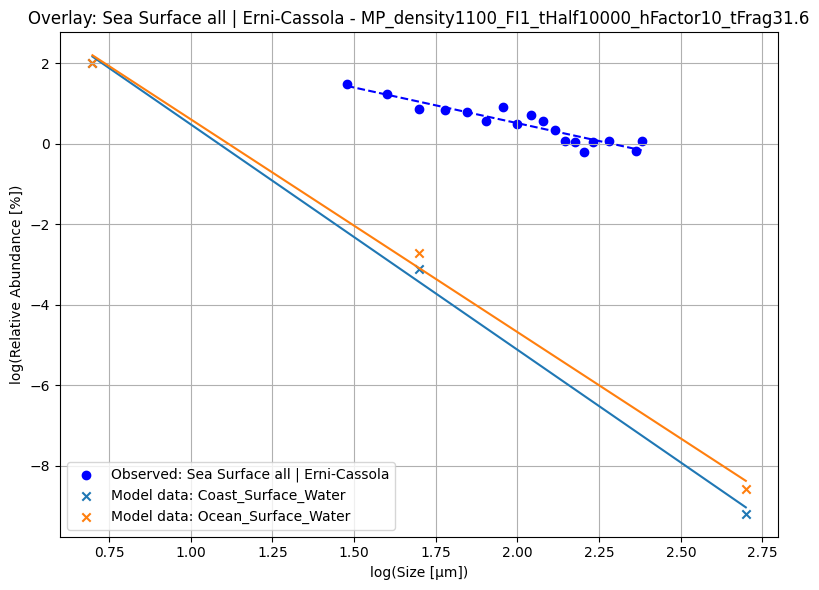 Overlay: Sea Surface all | Erni-Cassola - MP_density1100_FI1_tHalf10000_hFactor10_tFrag31.6
log(Relative Abundance [%])
2
0
−2
−4
−6
−8
Observed: Sea Surface all | Erni-Cassola
Model data: Coast_Surface_Water
Model data: Ocean_Surface_Water
0.75 1.00 1.25 1.50 1.75 2.00 2.25 2.50 2.75
log(Size [µm])